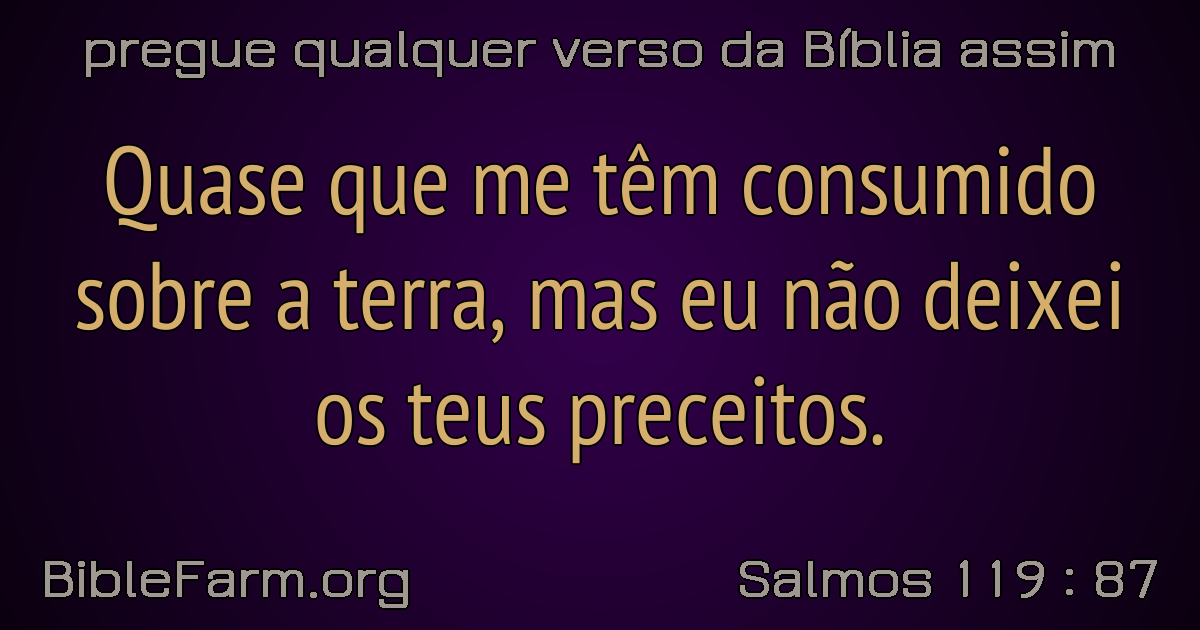 pregue qualquer verso da Bíblia assim
Quase que me têm consumido
sobre a terra, mas eu não deixei
os teus preceitos.
BibleFarm.org
Salmos 119 : 87